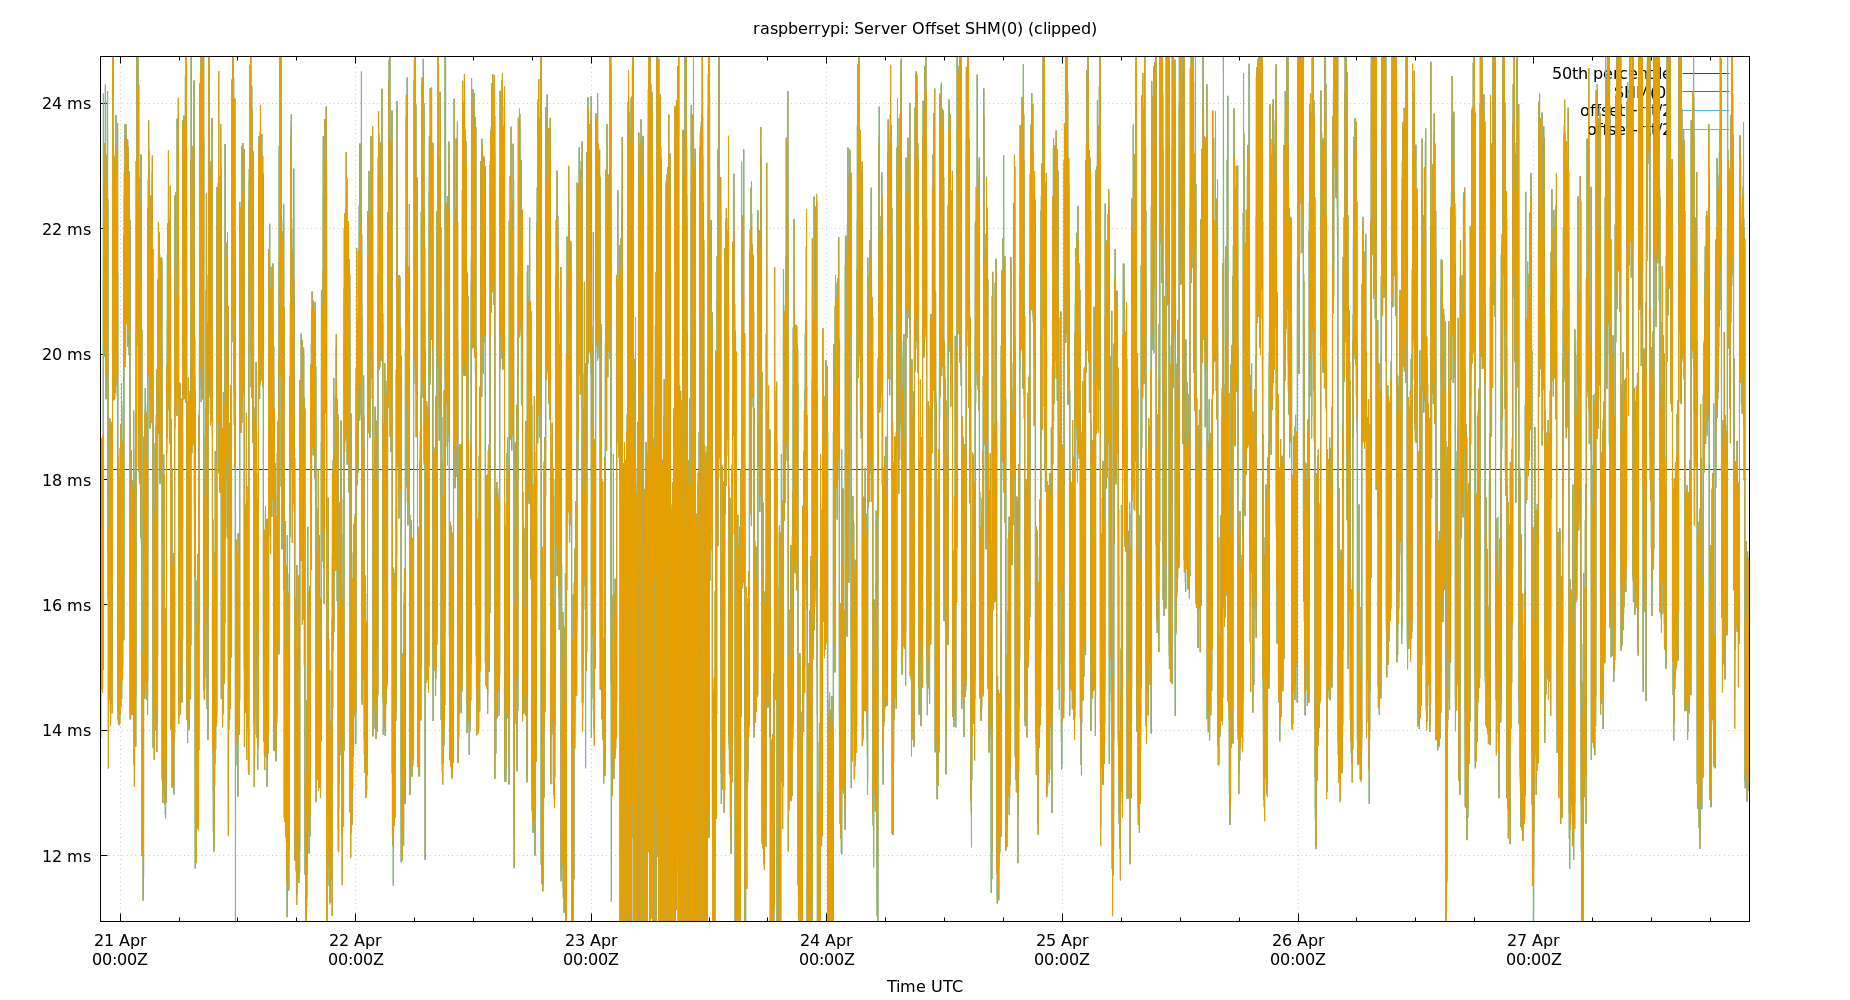 raspberrypi: Server Offset SHM(0) (clipped)
50th percentile
SHM(0)
24 ms
22 ms
20 ms
18 ms
16 ms
14 ms
12 ms
21 Apr 22 Apr 23 Apr 24 Apr 25 Apr 26 Apr 27 Apr
00:00Z 00:00Z 00:00Z 00:00Z 00:00Z 00:00Z 00:00Z
Time UTC